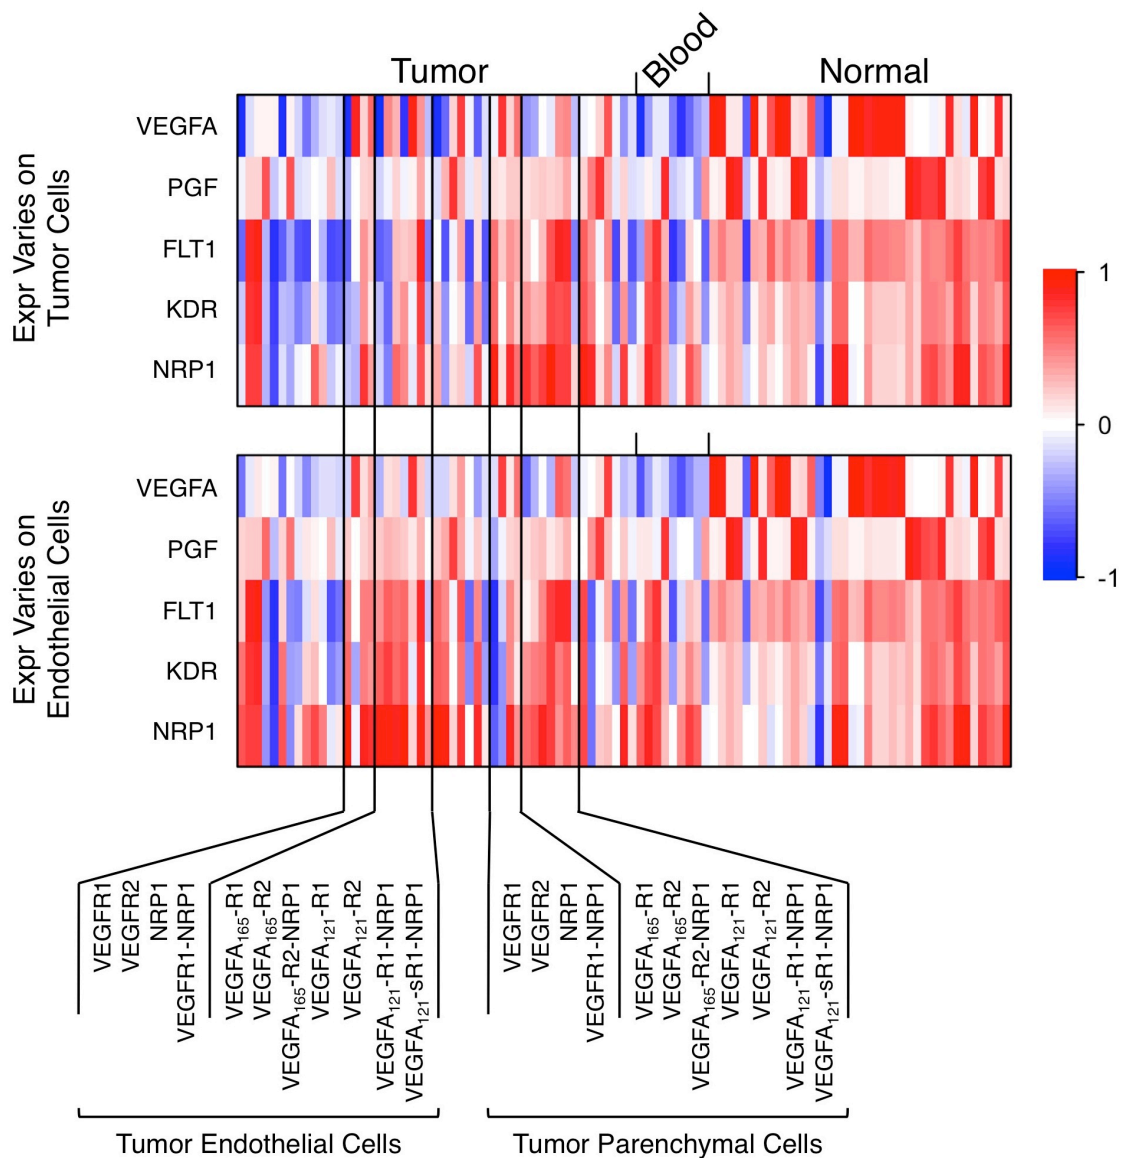 Tumor
Blood
Normal
Expr Varies on
Tumor Cells
VEGFA
PGF
FLT1
KDR
NRP1
Expr Varies on
Endothelial Cells
VEGFA
PGF
FLT1
KDR
NRP1
1
0
-1
VEGFR1
VEGFR2
NRP1
VEGFR1-NRP1
VEGFA165-R1
VEGFA165-R2
VEGFA165-R2-NRP1
VEGFA121-R1
VEGFA121-R2
VEGFA121-R1-NRP1
VEGFA121-sR1-NRP1
VEGFR1
VEGFR2
NRP1
VEGFR1-NRP1
VEGFA165-R1
VEGFA165-R2
VEGFA165-R2-NRP1
VEGFA121-R1
VEGFA121-R2
VEGFA121-R1-NRP1
VEGFA121-sR1-NRP1
Tumor Endothelial Cells
Tumor Parenchymal Cells